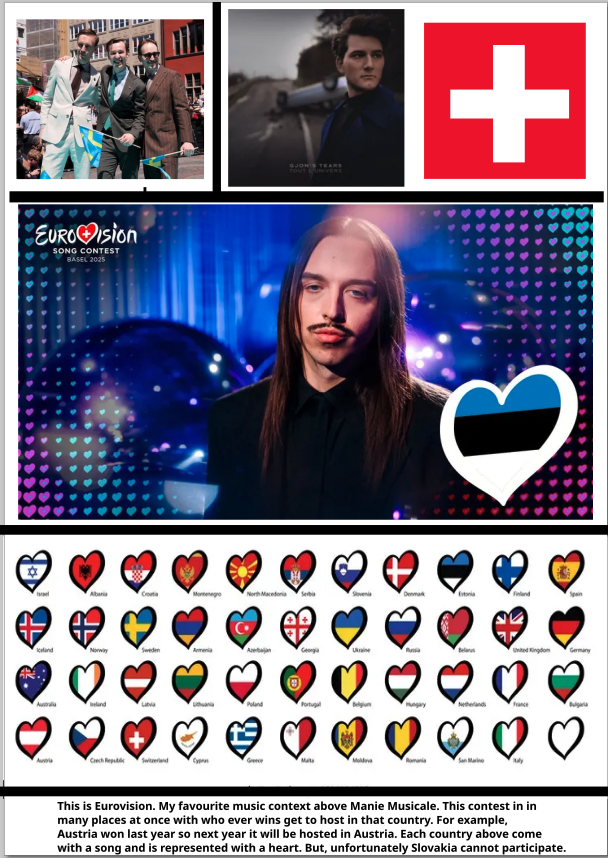 GJON'S TEARS
TOUT L'UNIVERS
EUROVISION
SONG CONTEST
BASEL 2025
Israel Albania Croatia Montenegro North Macedonia Serbia Slovenia Denmark Estonia Finland Spain
Iceland Norway Sweden Armenia Azerbaijan Georgia Ukraine Russia Belarus United Kingdom Germany
Australia Ireland Latvia Lithuania Poland Portugal Belgium Hungary Netherlands France Bulgaria
Austria Czech Republic Switzerland Cyprus Greece Malta Moldova Romania San Marino Italy
This is Eurovision. My favourite music context above Manie Musicale. This contest in in
many places at once with who ever wins get to host in that country. For example,
Austria won last year so next year it will be hosted in Austria. Each country above come
with a song and is represented with a heart. But, unfortunately Slovakia cannot participate.